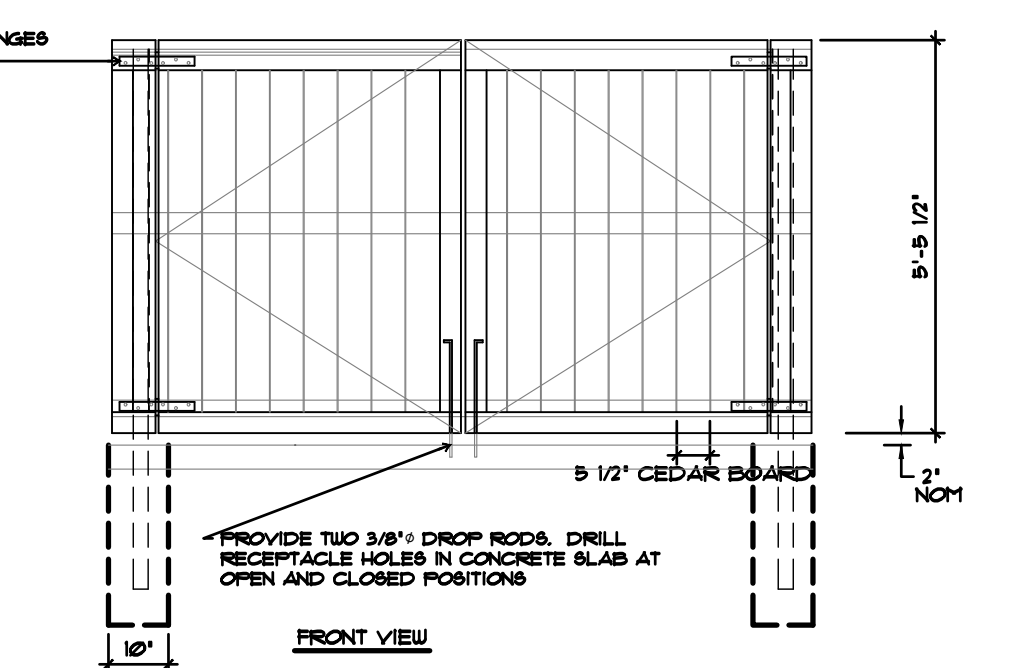 5'-5 1/2"
5 1/2" CEDAR BOARD
2"
NOM
PROVIDE TWO 3/8"⌀ DROP RODS. DRILL
RECEPTACLE HOLES IN CONCRETE SLAB AT
OPEN AND CLOSED POSITIONS
FRONT VIEW
10"